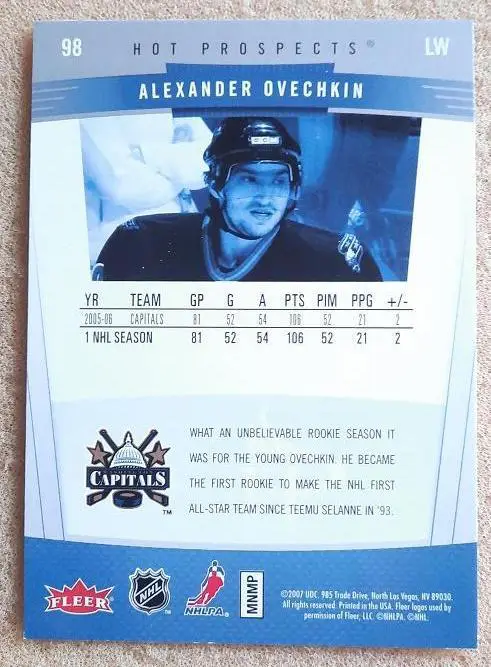 98 HOT PROSPECTS® LW
ALEXANDER OVECHKIN
CCM
YR TEAM GP G A PTS PIM PPG +/-
2005-06 CAPITALS 81 52 54 106 52 21 2
1 NHL SEASON 81 52 54 106 52 21 2
WHAT AN UNBELIEVABLE ROOKIE SEASON IT
WAS FOR THE YOUNG OVECHKIN. HE BECAME
THE FIRST ROOKIE TO MAKE THE NHL FIRST
ALL-STAR TEAM SINCE TEEMU SELANNE IN '93.
WASHINGTON
CAPITALS
TM
FLEER
NHL
NHLPA
MNMP
©2007 UDC. 985 Trade Drive, North Las Vegas, NV 89030.
All rights reserved. Printed in the USA. Fleer logos used by
permission of Fleer, LLC. ©NHLPA. ©NHL.